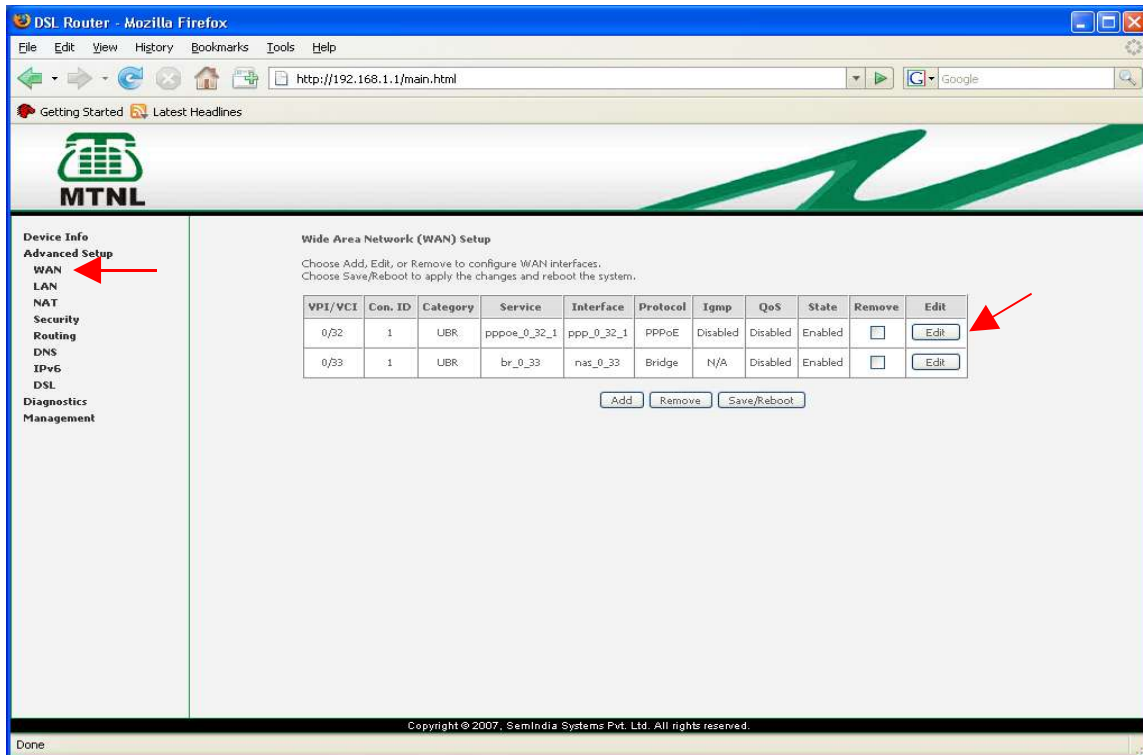 DSL Router - Mozilla Firefox
File Edit View History Bookmarks Tools Help
http://192.168.1.1/main.html
G Google
Getting Started Latest Headlines
MTNL
Device Info
Advanced Setup
WAN
LAN
NAT
Security
Routing
DNS
IPv6
DSL
Diagnostics
Management
Wide Area Network (WAN) Setup
Choose Add, Edit, or Remove to configure WAN interfaces.
Choose Save/Reboot to apply the changes and reboot the system.
VPI/VCI Con. ID Category Service Interface Protocol Igmp QoS State Remove Edit
0/32 1 UBR pppoe_0_32_1 ppp_0_32_1 PPPoE Disabled Disabled Enabled Edit
0/33 1 UBR br_0_33 nas_0_33 Bridge N/A Disabled Enabled Edit
Add Remove Save/Reboot
Copyright © 2007, SemIndia Systems Pvt. Ltd. All rights reserved.
Done